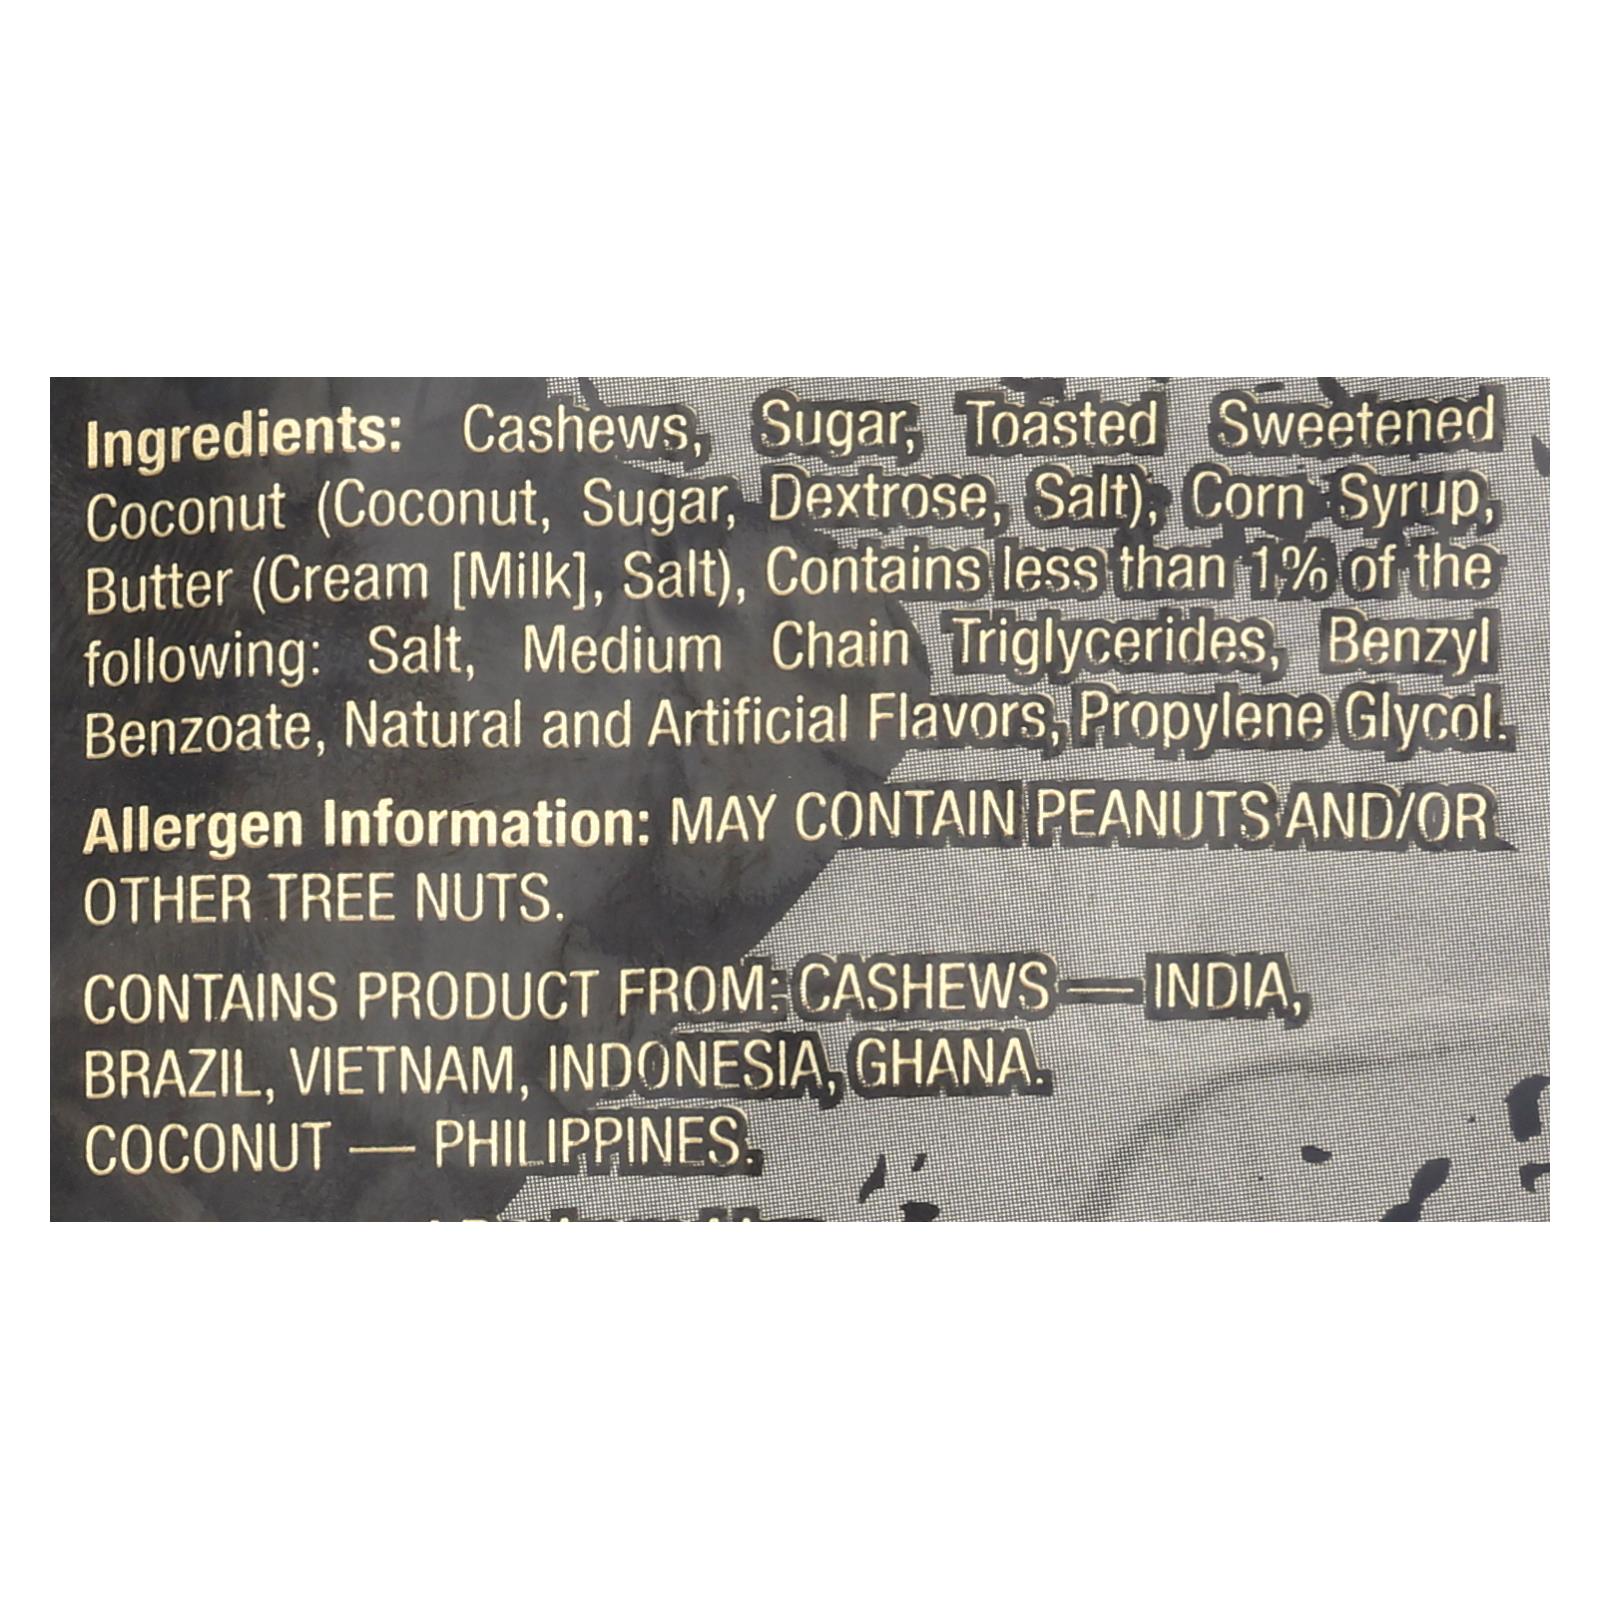 Ingredients: Cashews, Sugar, Toasted Sweetened
Coconut (Coconut, Sugar, Dextrose, Salt), Corn Syrup,
Butter (Cream [Milk], Salt), Contains less than 1% of the
following: Salt, Medium Chain Triglycerides, Benzyl
Benzoate, Natural and Artificial Flavors, Propylene Glycol.
Allergen Information: MAY CONTAIN PEANUTS AND/OR
OTHER TREE NUTS.
CONTAINS PRODUCT FROM: CASHEWS — INDIA,
BRAZIL, VIETNAM, INDONESIA, GHANA.
COCONUT — PHILIPPINES.